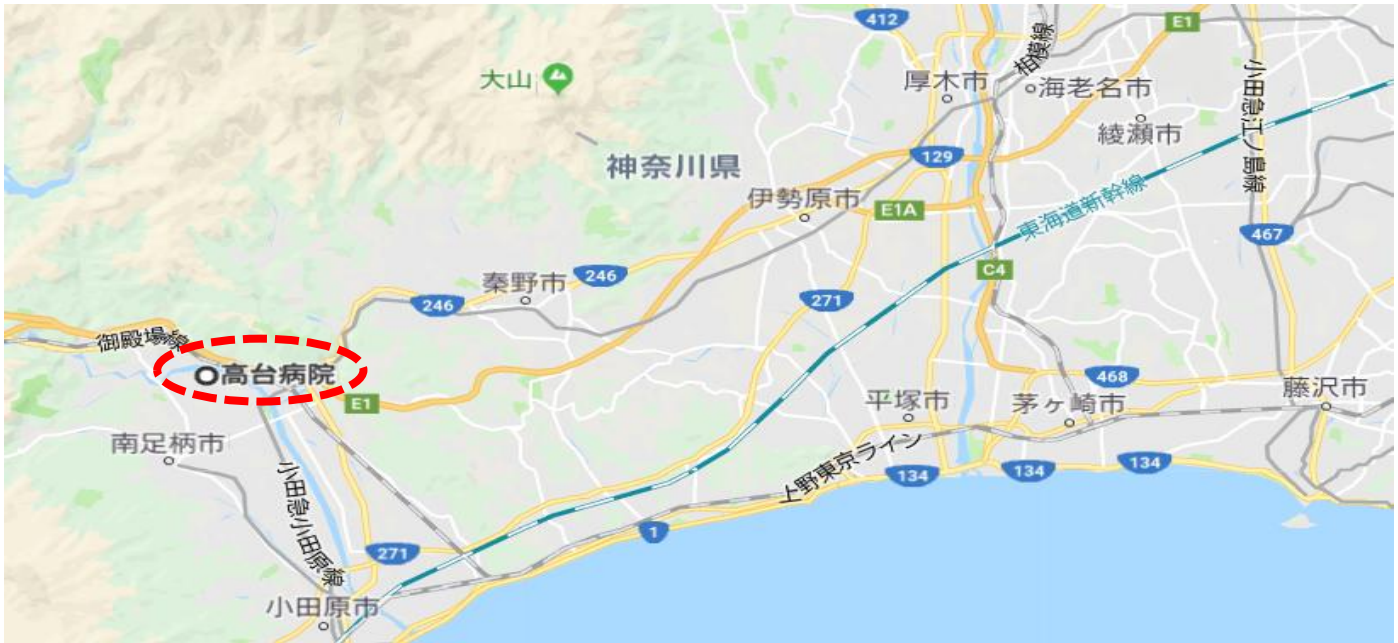 412
E1
相模線
大山
厚木市
海老名市
小田急江ノ島線
綾瀬市
神奈川県
129
東海道新幹線
伊勢原市
E1A
467
246
C4
秦野市
246
271
御殿場線
高台病院
468
E1
平塚市
茅ヶ崎市
藤沢市
南足柄市
上野東京ライン
134
134
134
小田急小田原線
1
271
小田原市